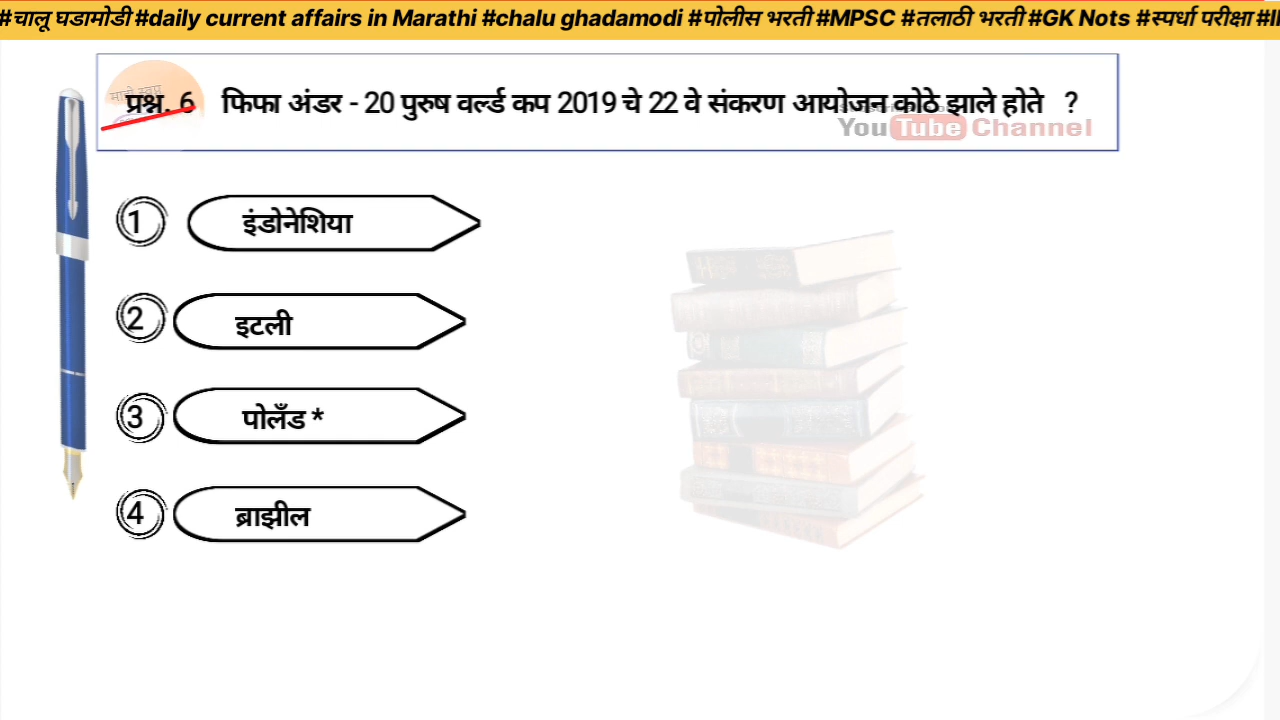 #चालू घडामोडी #daily current affairs in Marathi #chalu ghadamodi #पोलीस भरती #MPSC #तलाठी भरती #GK Nots #स्पर्धा परीक्षा
माझे स्वप्न
प्रश्न. 6 फिफा अंडर - 20 पुरुष वर्ल्ड कप 2019 चे 22 वे संकरण आयोजन कोठे झाले होते ?
YouTube Channel
1 इंडोनेशिया
2 इटली
3 पोलँड *
4 ब्राझील